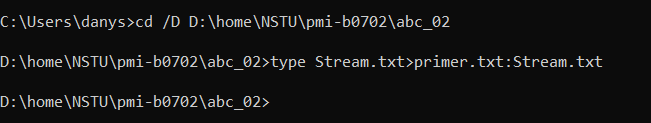 C:\Users\danys>cd /D D:\home\NSTU\pmi-b0702\abc_02
D:\home\NSTU\pmi-b0702\abc_02>type Stream.txt>primer.txt:Stream.txt
D:\home\NSTU\pmi-b0702\abc_02>